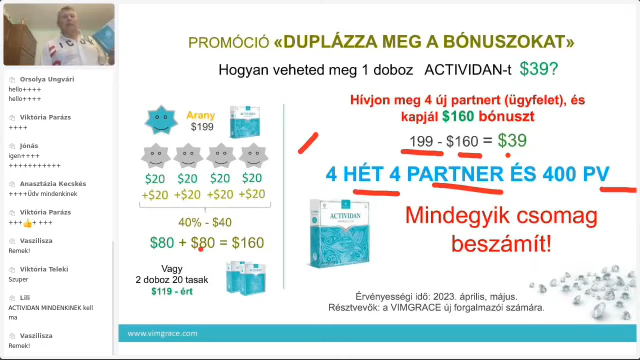 PROMÓCIÓ «DUPLÁZZA MEG A BÓNUSZOKAT»
Hogyan veheted meg 1 doboz ACTIVIDAN-t $39?
Orsolya Ungvári
hello++++
hello++++
Viktória Parázs
++++
Jónás
igen++++
+++++++++++
Anasztázia Kecskés
++++Üdv mindenkinek
Viktória Parázs
+++👍++++
Vaszilisza
Remek!
Viktória Teleki
Szuper
Lili
ACTIVIDAN MINDENKINEK kell
ma
Vaszilisza
Remek!
Arany
$199
$20 $20 $20 $20
+$20 +$20 +$20 +$20
40% - $40
$80 + $80 = $160
Vagy
2 doboz 20 tasak
$119 - ért
Hívjon meg 4 új partnert (ügyfelet), és
kapjál $160 bónuszt
199 - $160 = $39
4 HÉT 4 PARTNER ÉS 400 PV
ACTIVIDAN
Mindegyik csomag
beszámít!
Érvényességi idő: 2023. április, május.
Résztvevők: a VIMGRACE új forgalmazói számára.
www.vimgrace.com